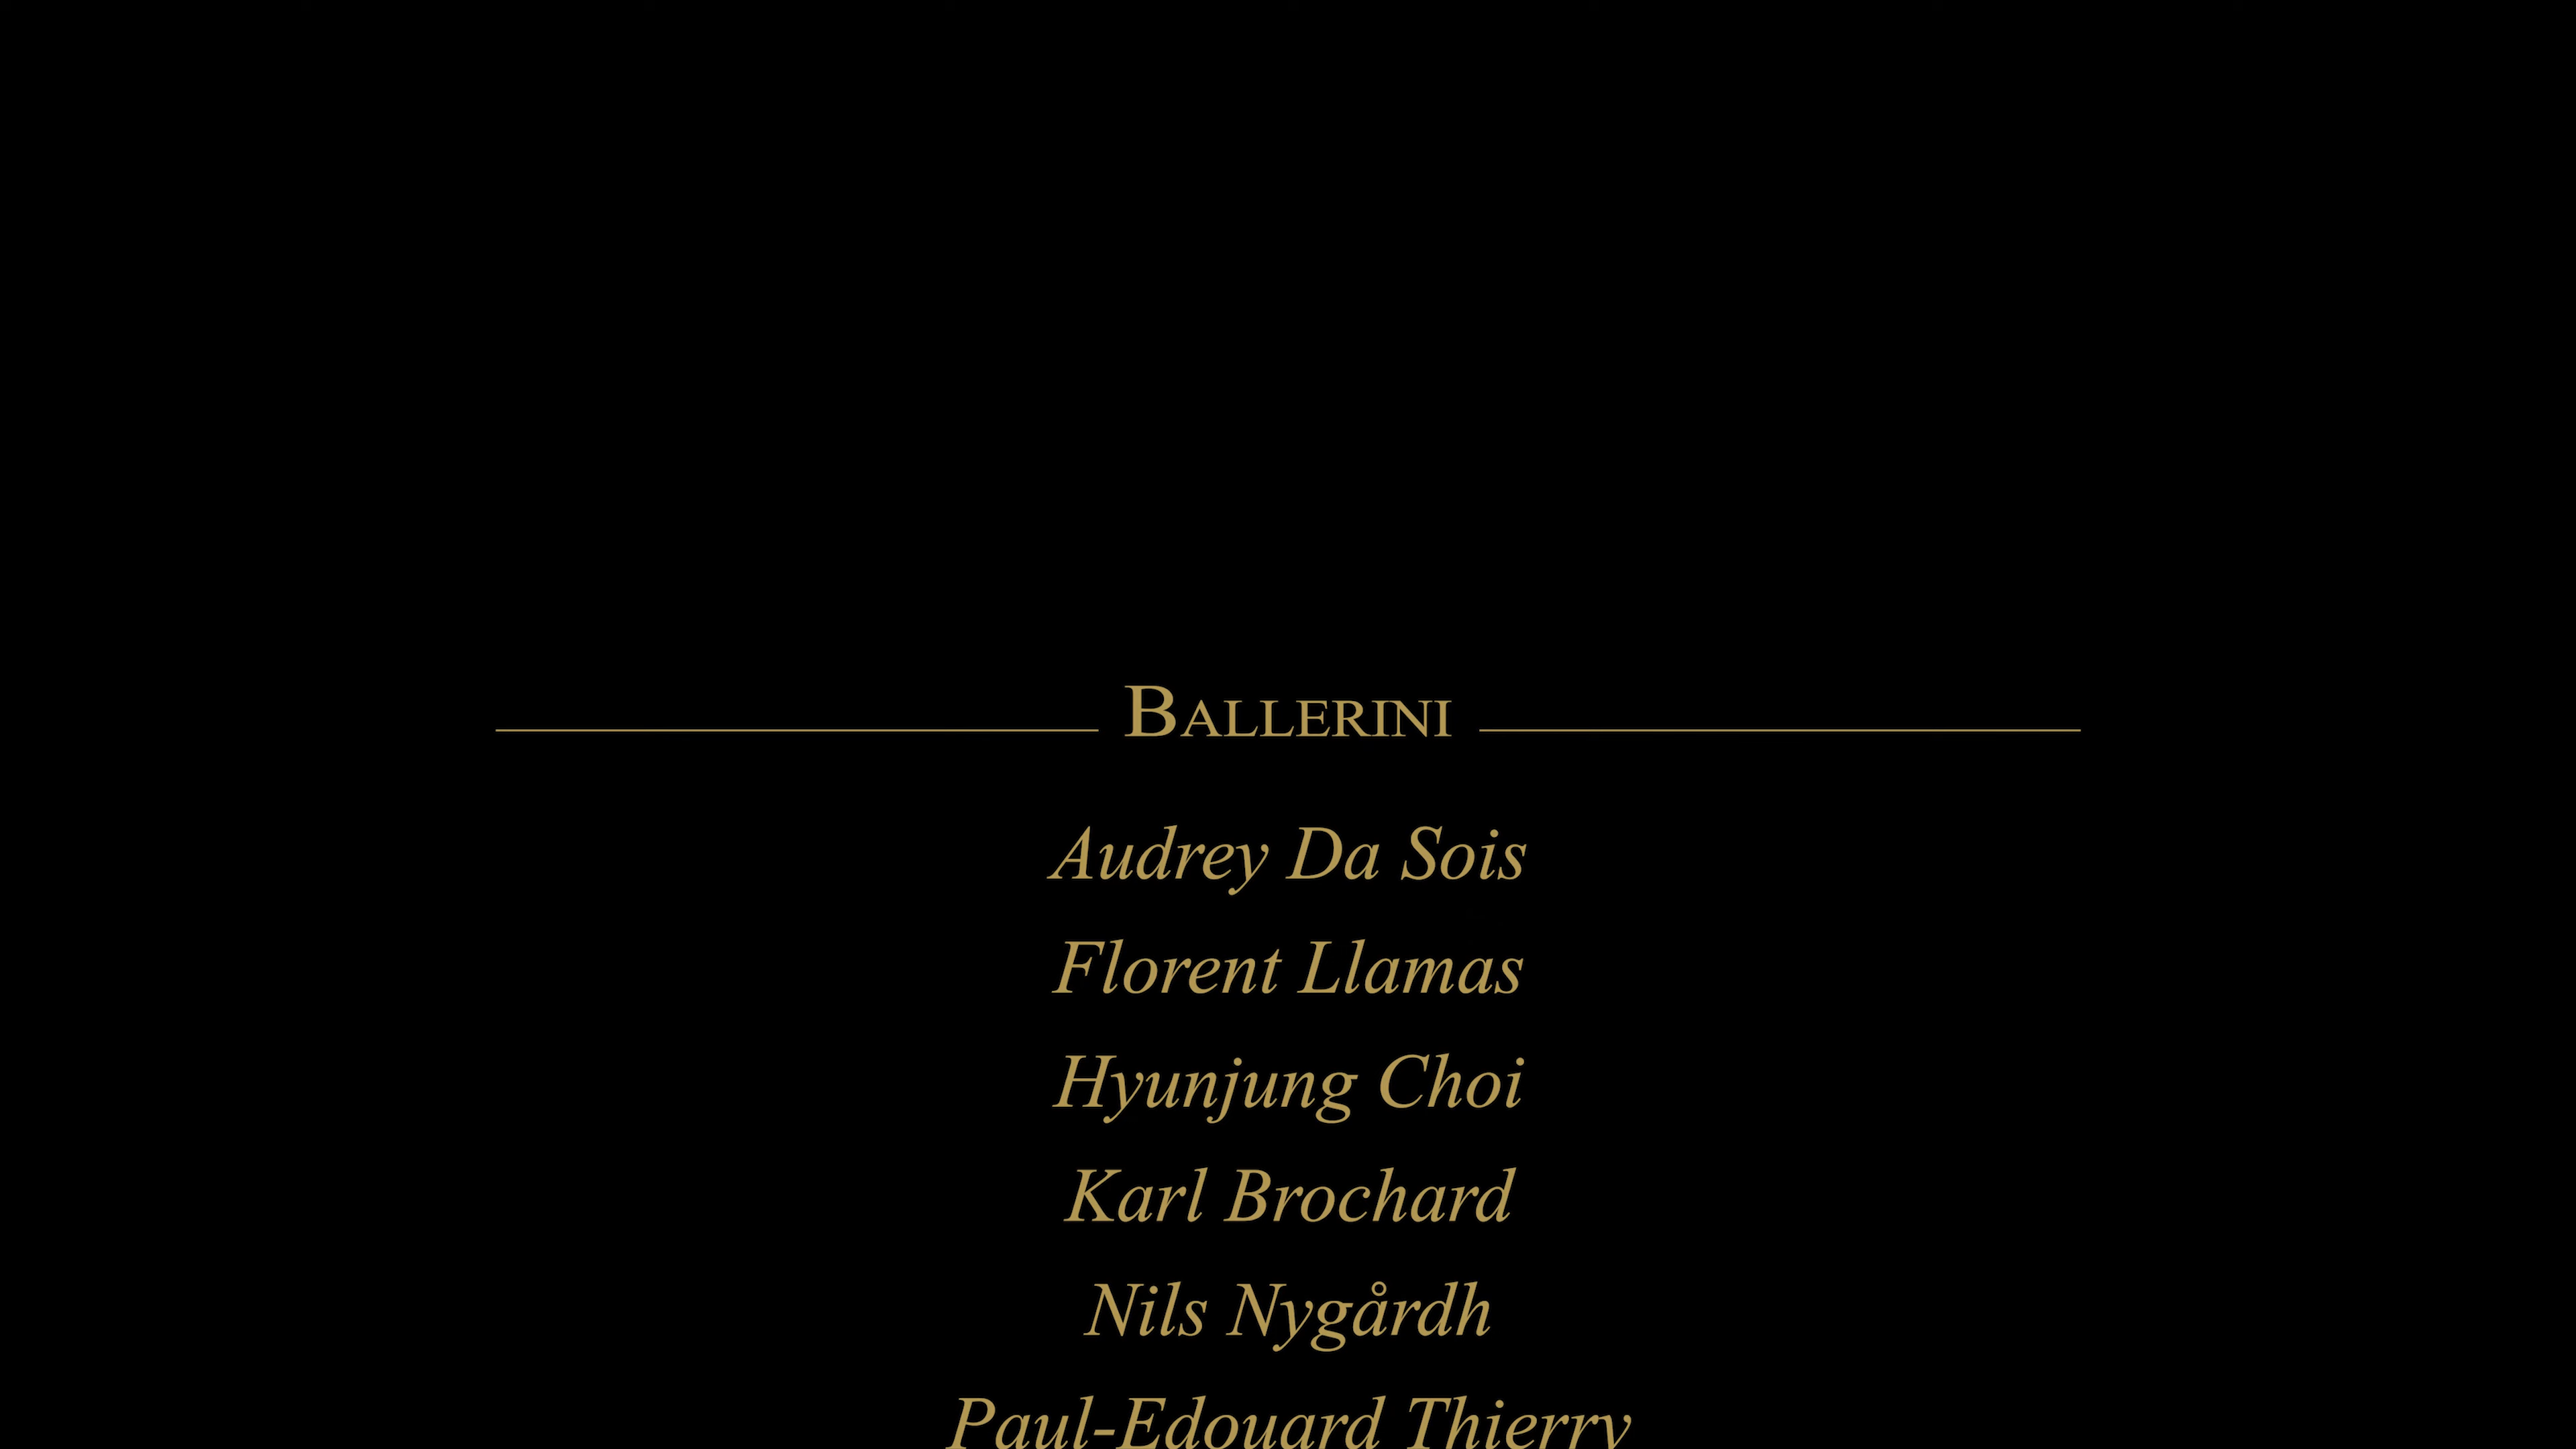 BALLERINI
Audrey Da Sois
Florent Llamas
Hyunjung Choi
Karl Brochard
Nils Nygårdh
Paul-Edouard Thierry